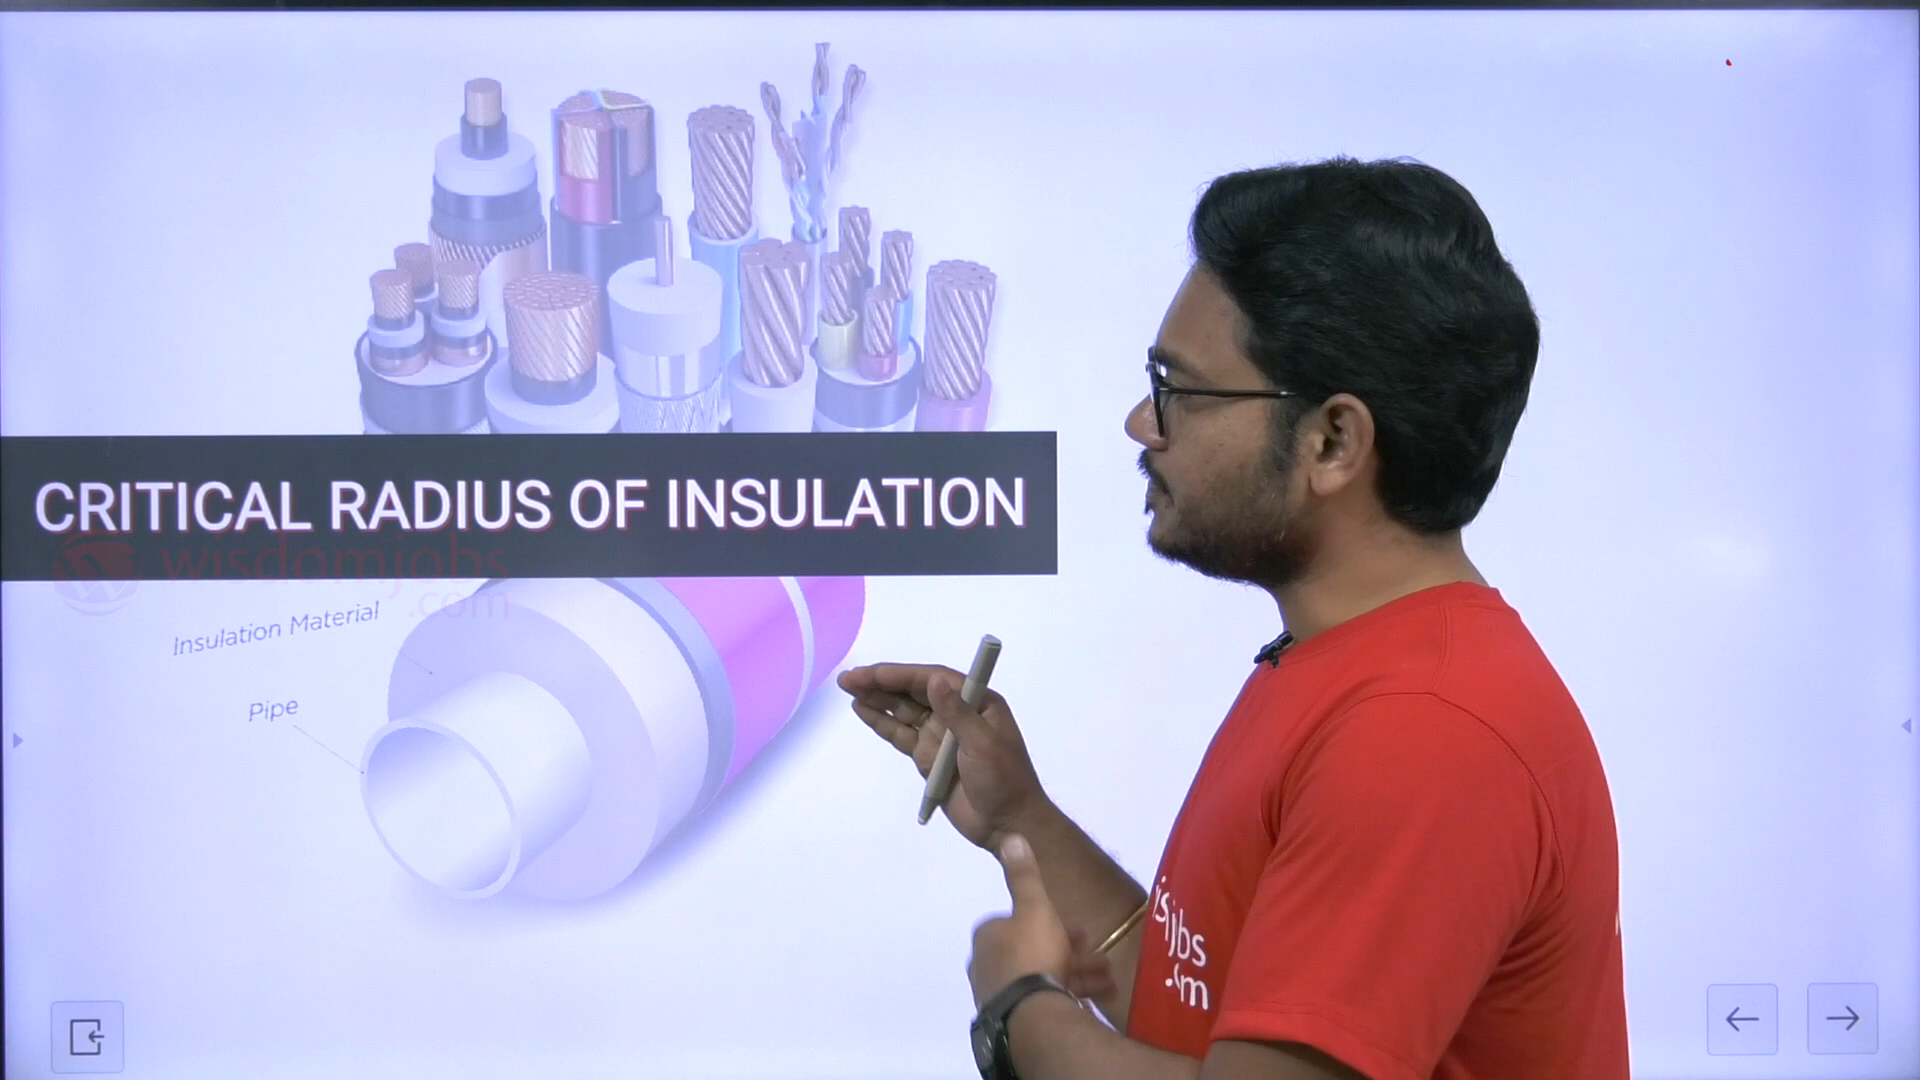 CRITICAL RADIUS OF INSULATION
wisdomjobs
.com
Insulation Material
Pipe